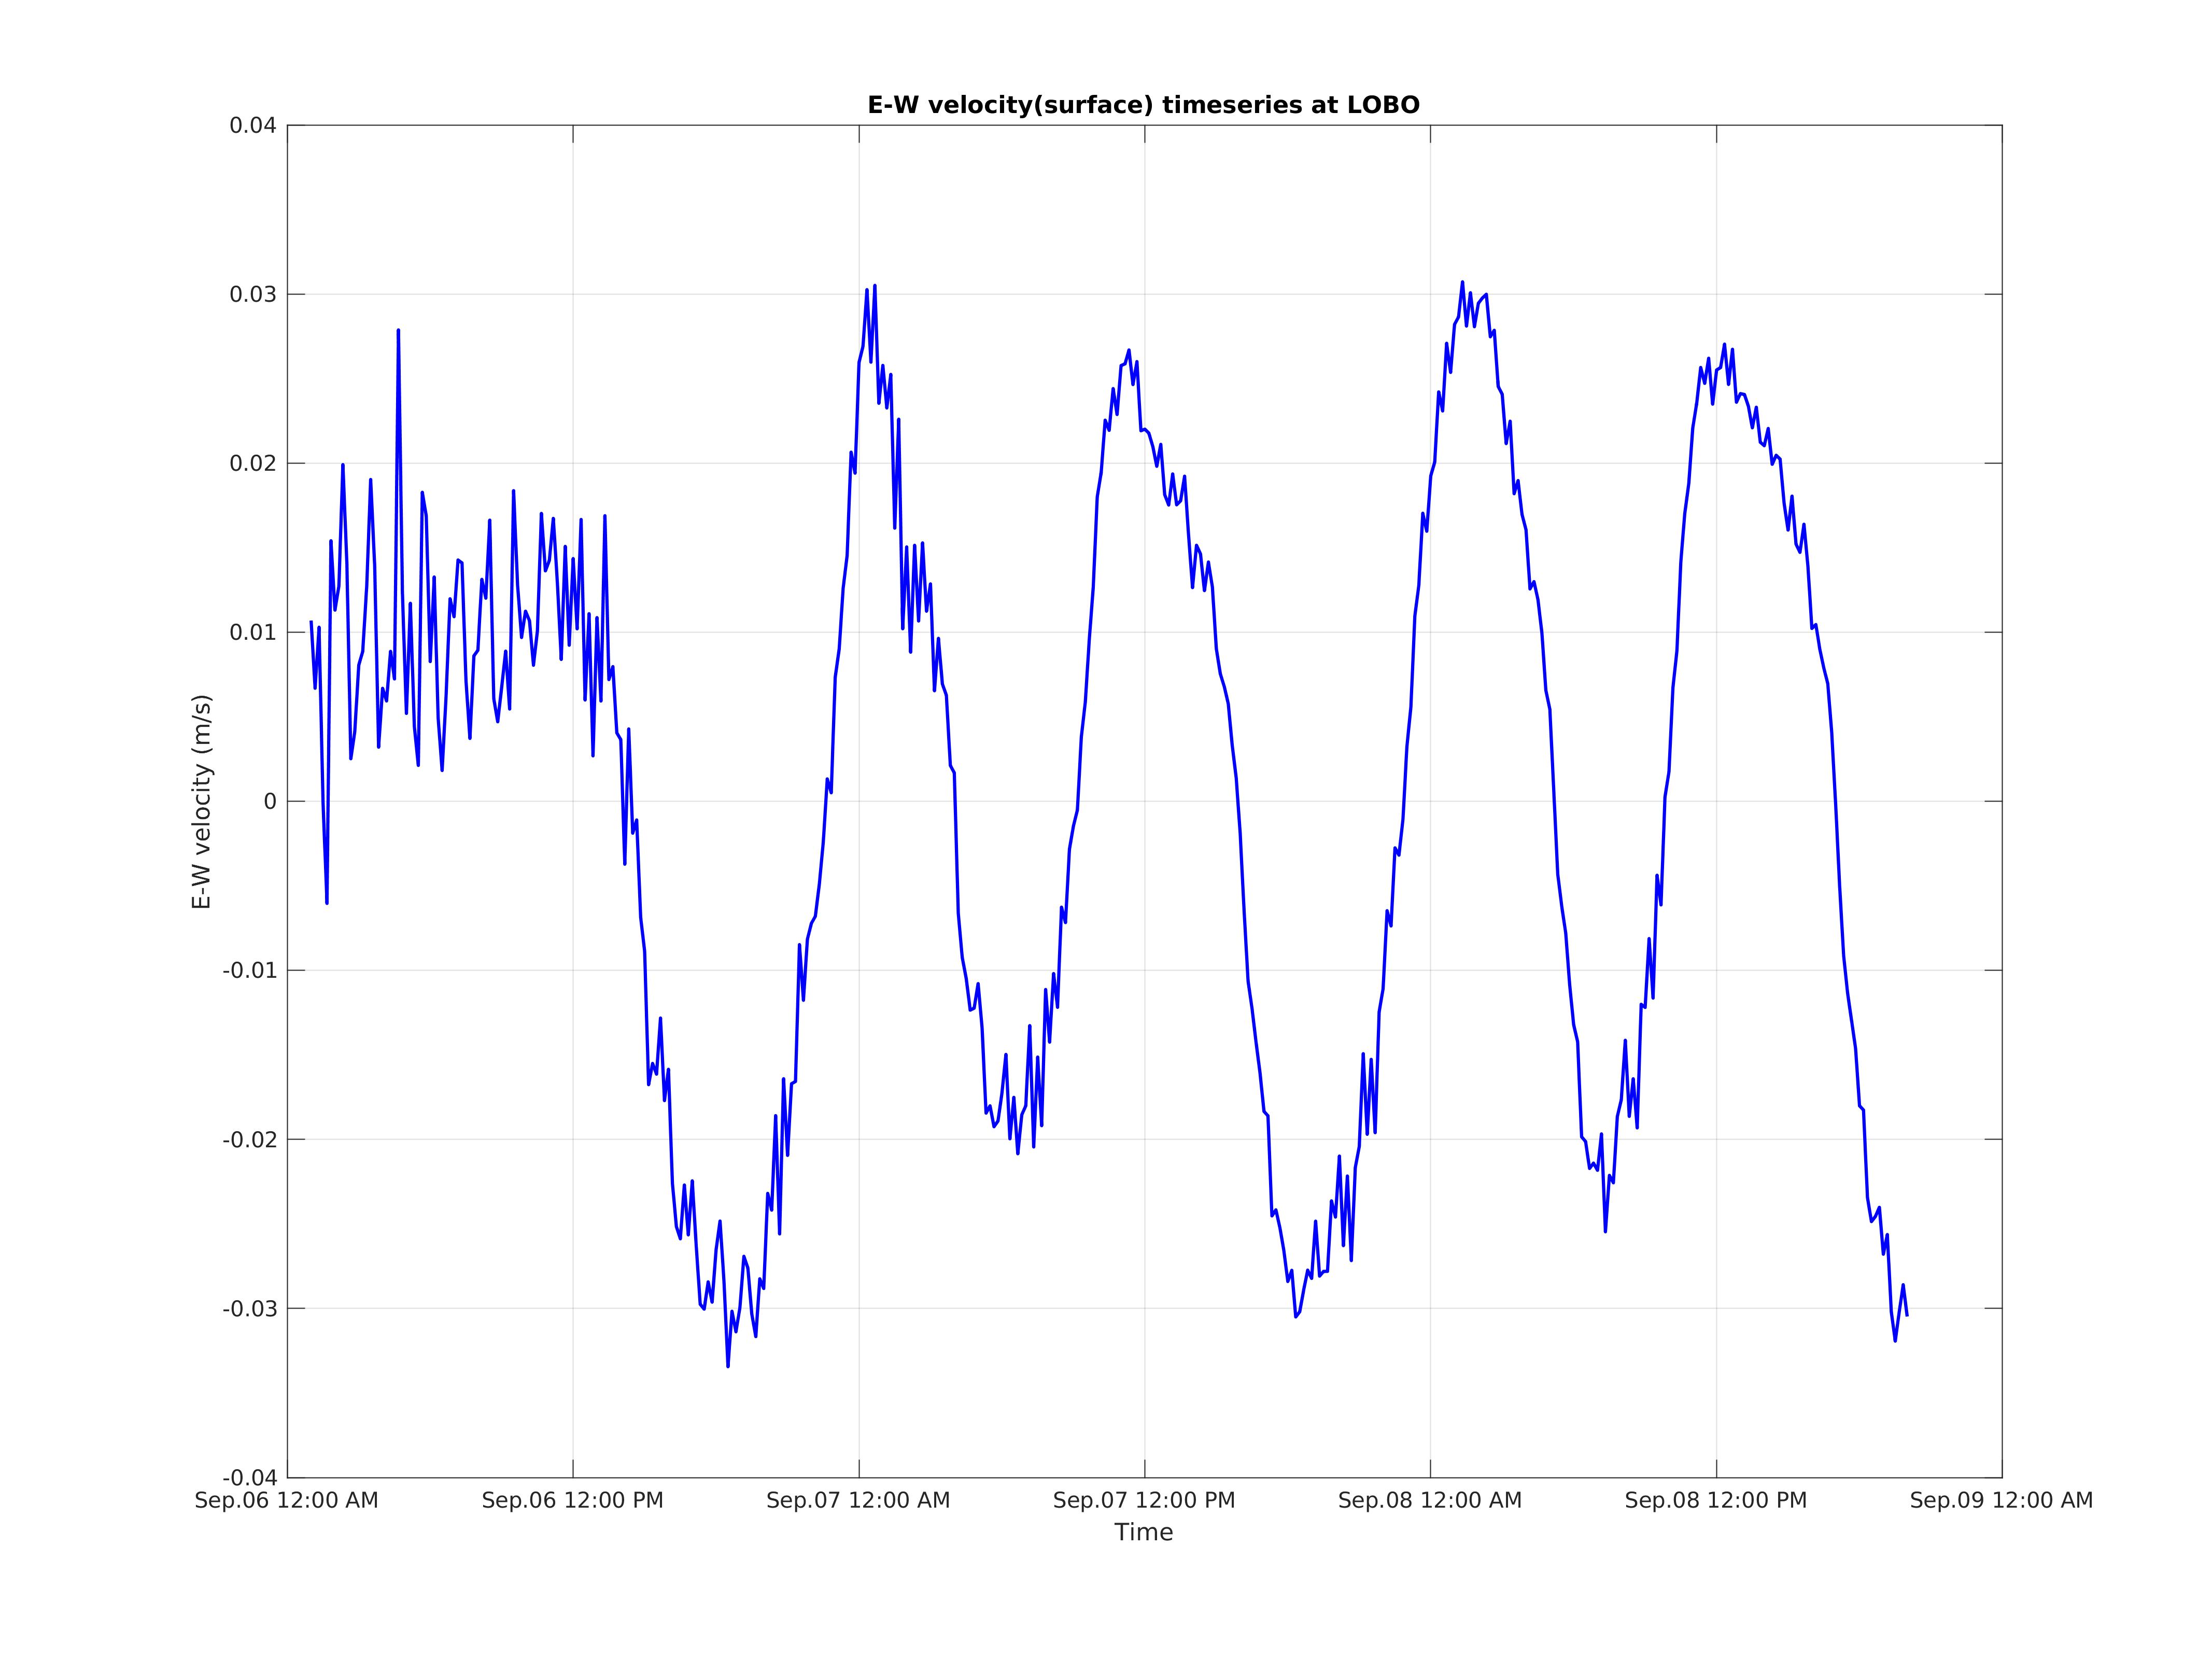 E-W velocity(surface) timeseries at LOBO
0.04
0.03
0.02
0.01
0
-0.01
-0.02
-0.03
-0.04
E-W velocity (m/s)
Sep.06 12:00 AM Sep.06 12:00 PM Sep.07 12:00 AM Sep.07 12:00 PM Sep.08 12:00 AM Sep.08 12:00 PM Sep.09 12:00 AM
Time